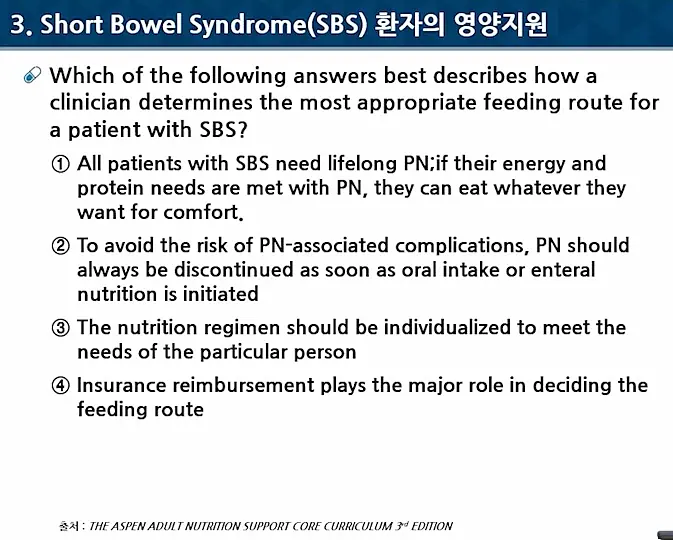 3. Short Bowel Syndrome(SBS) 환자의 영양지원
Which of the following answers best describes how a
clinician determines the most appropriate feeding route for
a patient with SBS?
① All patients with SBS need lifelong PN;if their energy and
protein needs are met with PN, they can eat whatever they
want for comfort.
② To avoid the risk of PN-associated complications, PN should
always be discontinued as soon as oral intake or enteral
nutrition is initiated
③ The nutrition regimen should be individualized to meet the
needs of the particular person
④ Insurance reimbursement plays the major role in deciding the
feeding route
출처 : THE ASPEN ADULT NUTRITION SUPPORT CORE CURRICULUM 3rd EDITION